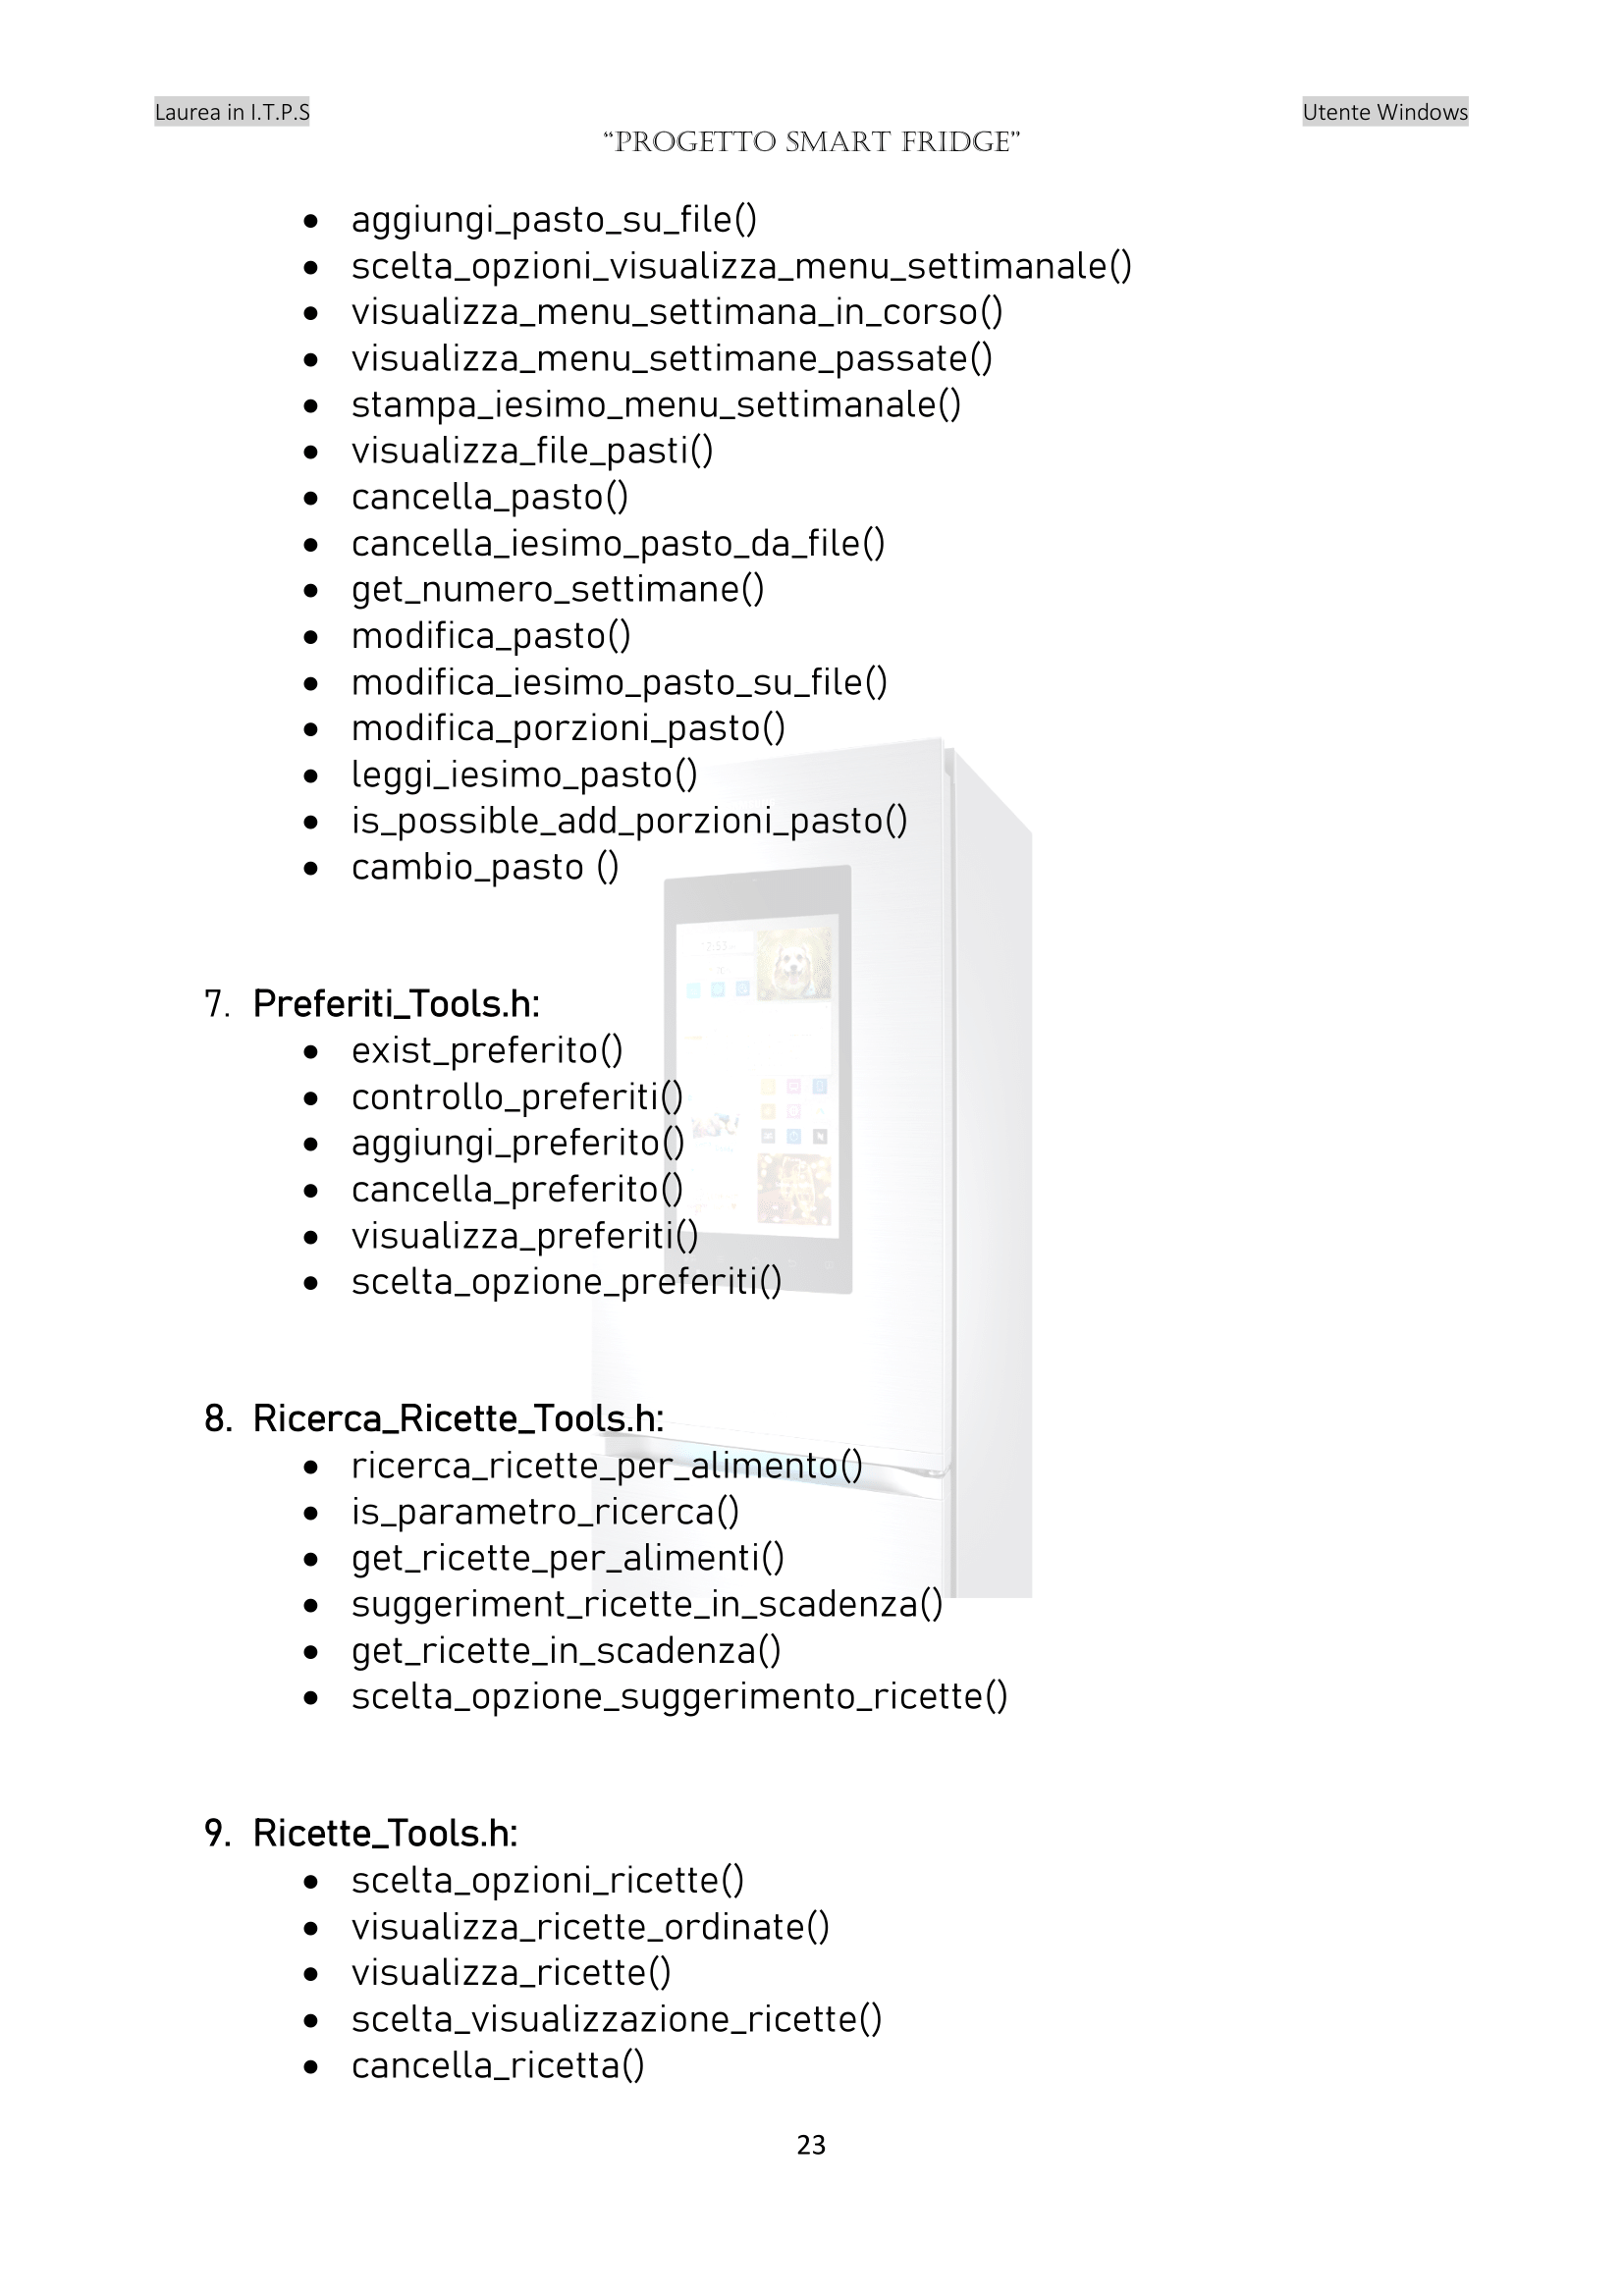 Laurea in I.T.P.S
Utente Windows
“PROGETTO SMART FRIDGE”
• aggiungi_pasto_su_file()
• scelta_opzioni_visualizza_menu_settimanale()
• visualizza_menu_settimana_in_corso()
• visualizza_menu_settimane_passate()
• stampa_iesimo_menu_settimanale()
• visualizza_file_pasti()
• cancella_pasto()
• cancella_iesimo_pasto_da_file()
• get_numero_settimane()
• modifica_pasto()
• modifica_iesimo_pasto_su_file()
• modifica_porzioni_pasto()
• leggi_iesimo_pasto()
• is_possible_add_porzioni_pasto()
• cambio_pasto ()
7. Preferiti_Tools.h:
• exist_preferito()
• controllo_preferiti()
• aggiungi_preferito()
• cancella_preferito()
• visualizza_preferiti()
• scelta_opzione_preferiti()
8. Ricerca_Ricette_Tools.h:
• ricerca_ricette_per_alimento()
• is_parametro_ricerca()
• get_ricette_per_alimenti()
• suggeriment_ricette_in_scadenza()
• get_ricette_in_scadenza()
• scelta_opzione_suggerimento_ricette()
9. Ricette_Tools.h:
• scelta_opzioni_ricette()
• visualizza_ricette_ordinate()
• visualizza_ricette()
• scelta_visualizzazione_ricette()
• cancella_ricetta()
23